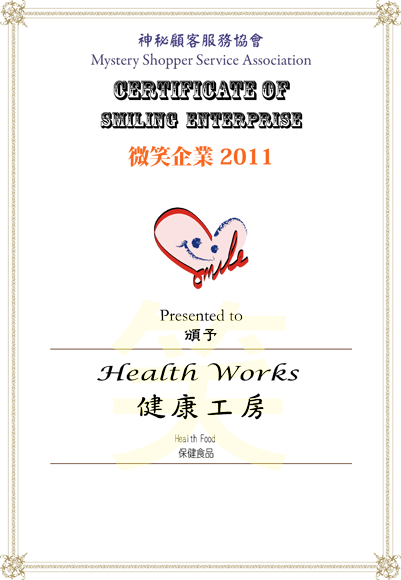 神秘顧客服務協會
Mystery Shopper Service Association
CERTIFICATE OF
SMILING ENTERPRISE
微笑企業 2011
Smile
Presented to
頒予
笑
Health Works
健康工房
Health Food
保健食品